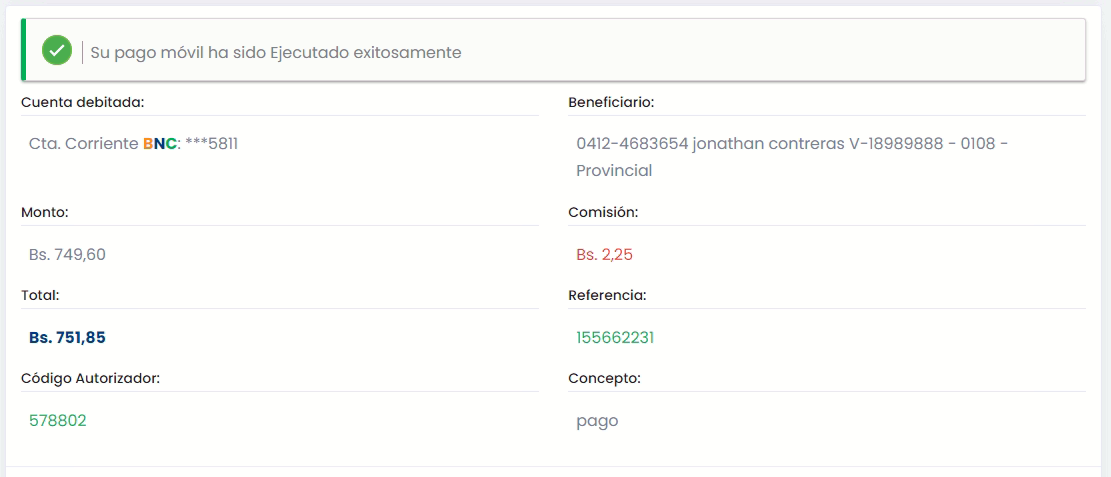 Su pago móvil ha sido Ejecutado exitosamente
Cuenta debitada:
Cta. Corriente BNC: ***5811
Beneficiario:
0412-4683654 jonathan contreras V-18989888 - 0108 -
Provincial
Monto:
Bs. 749,60
Comisión:
Bs. 2,25
Total:
Bs. 751,85
Referencia:
155662231
Código Autorizador:
578802
Concepto:
pago